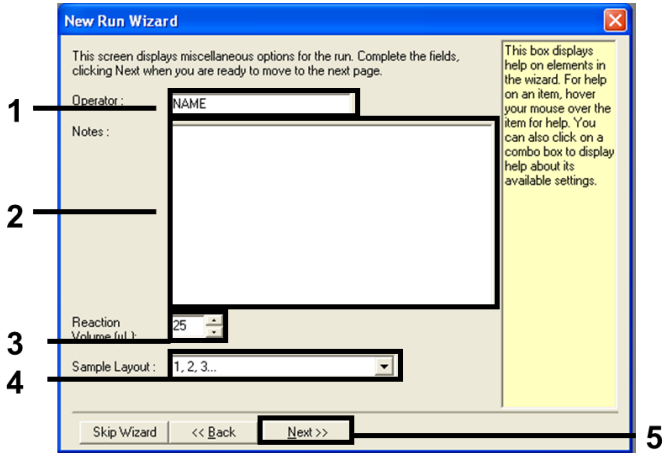 New Run Wizard
This screen displays miscellaneous options for the run. Complete the fields,
clicking Next when you are ready to move to the next page.
1
Operator :
NAME
Notes :
2
Reaction
Volume (µL):
25
3
Sample Layout :
1, 2, 3...
4
Skip Wizard
<< Back
Next >>
5
This box displays
help on elements in
the wizard. For help
on an item, hover
your mouse over the
item for help. You
can also click on a
combo box to display
help about its
available settings.